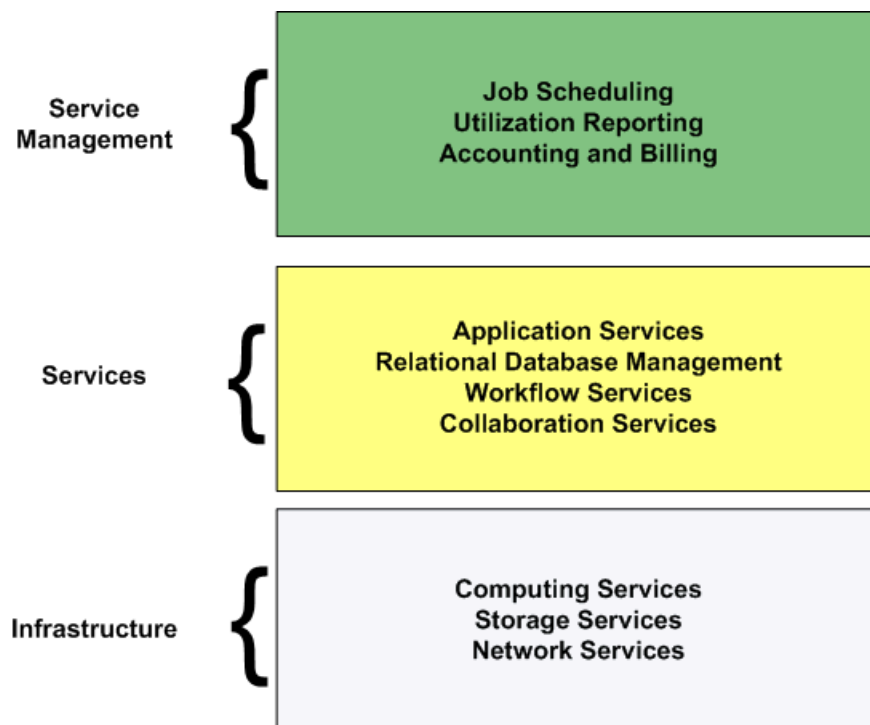 Service
Management
Job Scheduling
Utilization Reporting
Accounting and Billing
Services
Application Services
Relational Database Management
Workflow Services
Collaboration Services
Infrastructure
Computing Services
Storage Services
Network Services